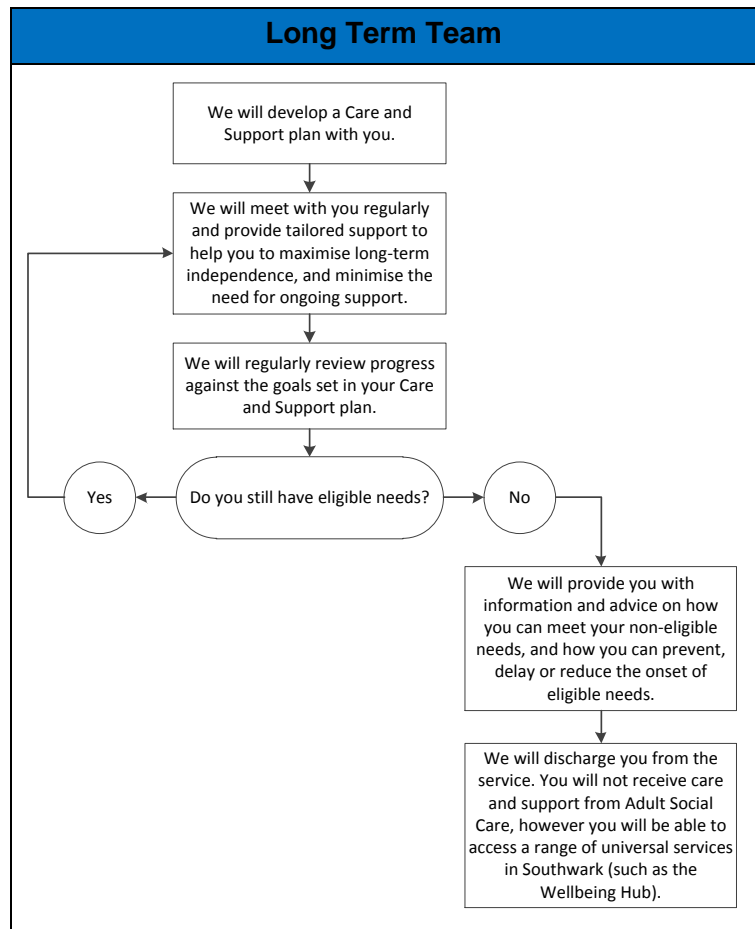 Long Term Team
We will develop a Care and
Support plan with you.
We will meet with you regularly
and provide tailored support to
help you to maximise long-term
independence, and minimise the
need for ongoing support.
We will regularly review progress
against the goals set in your Care
and Support plan.
Yes
Do you still have eligible needs?
No
We will provide you with
information and advice on how
you can meet your non-eligible
needs, and how you can prevent,
delay or reduce the onset of
eligible needs.
We will discharge you from the
service. You will not receive care
and support from Adult Social
Care, however you will be able to
access a range of universal services
in Southwark (such as the
Wellbeing Hub).